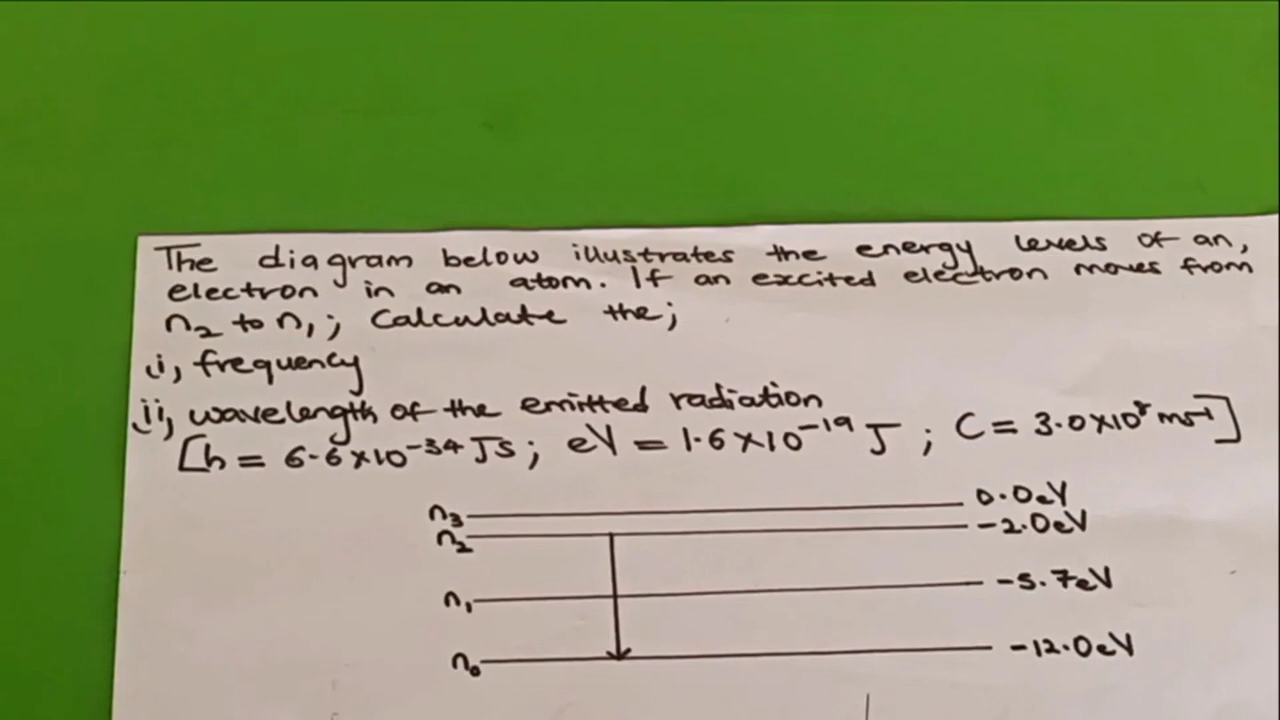 The diagram below illustrates the energy levels of an,
electron in an atom. If an excited electron moves from
n₂ to n₁; Calculate the;
(i, frequency
(ii, wavelength of the emitted radiation
[h = 6.6×10⁻³⁴ Js; eV = 1.6×10⁻¹⁹ J ; C = 3.0×10⁸ ms⁻¹]
n₃ 0.0eV
n₂ -2.0eV
n₁ -5.7eV
n₀ -12.0eV